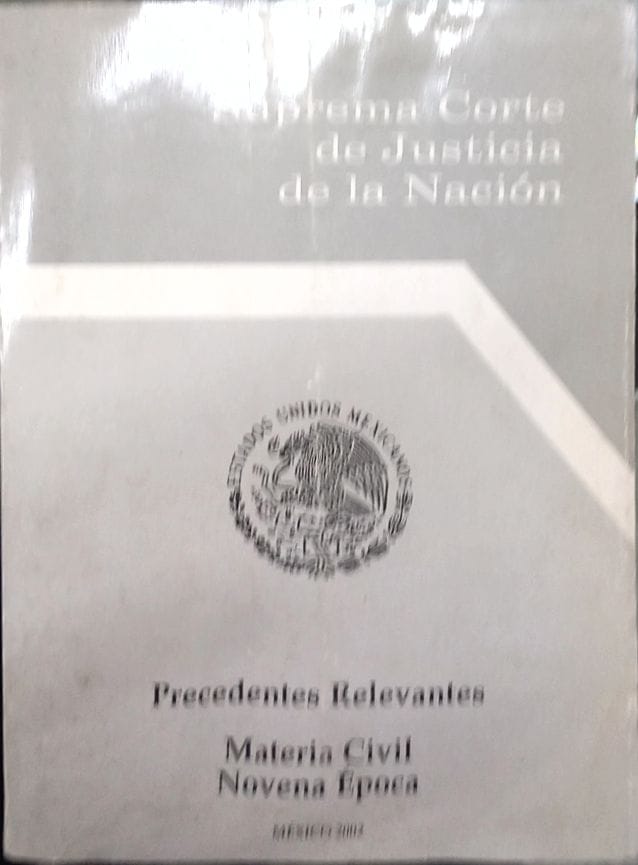 Suprema Corte
de Justicia
de la Nación
ESTADOS UNIDOS MEXICANOS
Precedentes Relevantes
Materia Civil
Novena Época
MÉXICO